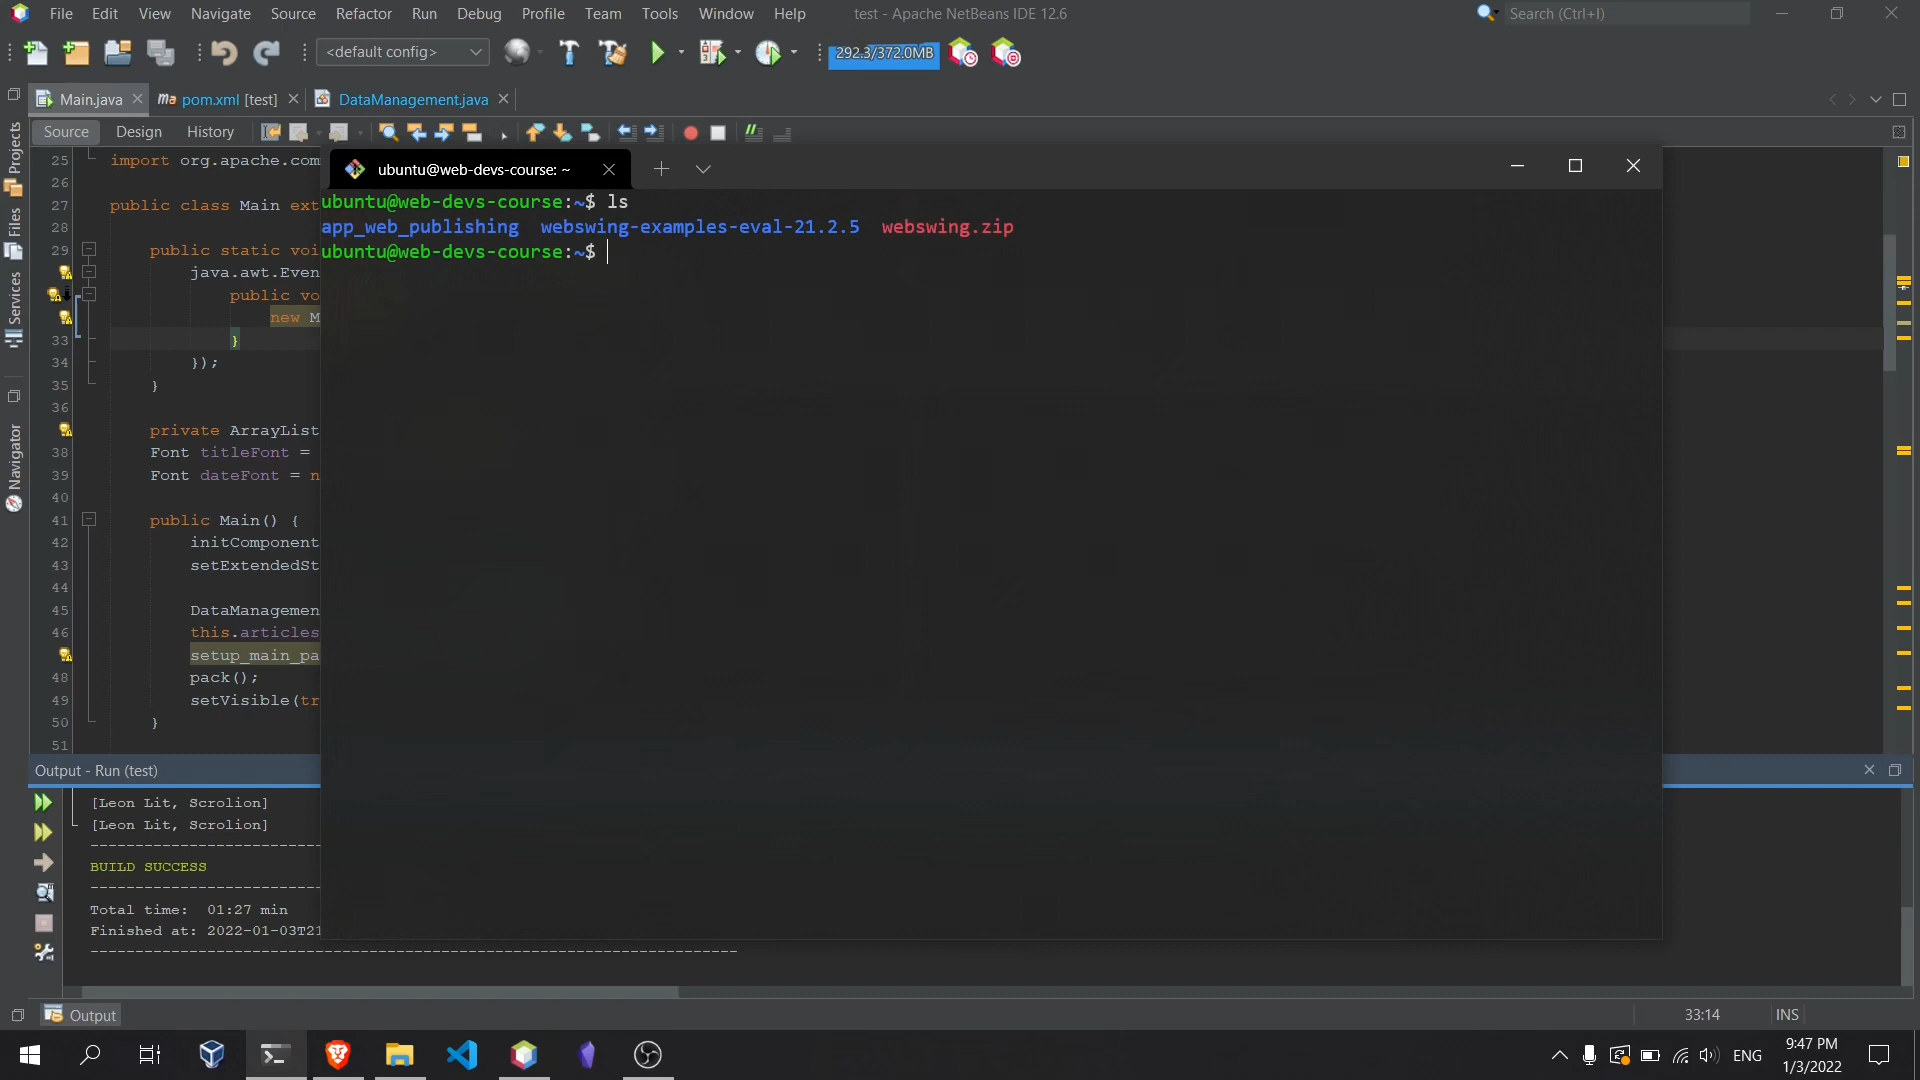 File Edit View Navigate Source Refactor Run Debug Profile Team Tools Window Help test - Apache NetBeans IDE 12.6 Search (Ctrl+I)
<default config> 292.3/372.0MB
Main.java pom.xml [test] DataManagement.java
Source Design History
Projects
Files
Services
Navigator
25 import org.apache.com
26
27 public class Main ext
28
29 public static voi
java.awt.Even
public vo
new M
33 }
34 });
35 }
36
private ArrayList
38 Font titleFont =
39 Font dateFont = n
40
41 public Main() {
42 initComponent
43 setExtendedSt
44
45 DataManagemen
46 this.articles
setup_main_pa
48 pack();
49 setVisible(tr
50 }
51
ubuntu@web-devs-course: ~
ubuntu@web-devs-course:~$ ls
app_web_publishing webswing-examples-eval-21.2.5 webswing.zip
ubuntu@web-devs-course:~$
Output - Run (test)
[Leon Lit, Scrolion]
[Leon Lit, Scrolion]
------------------------
BUILD SUCCESS
------------------------
Total time: 01:27 min
Finished at: 2022-01-03T21
------------------------------------------------------------------------
Output 33:14 INS
ENG 9:47 PM
1/3/2022